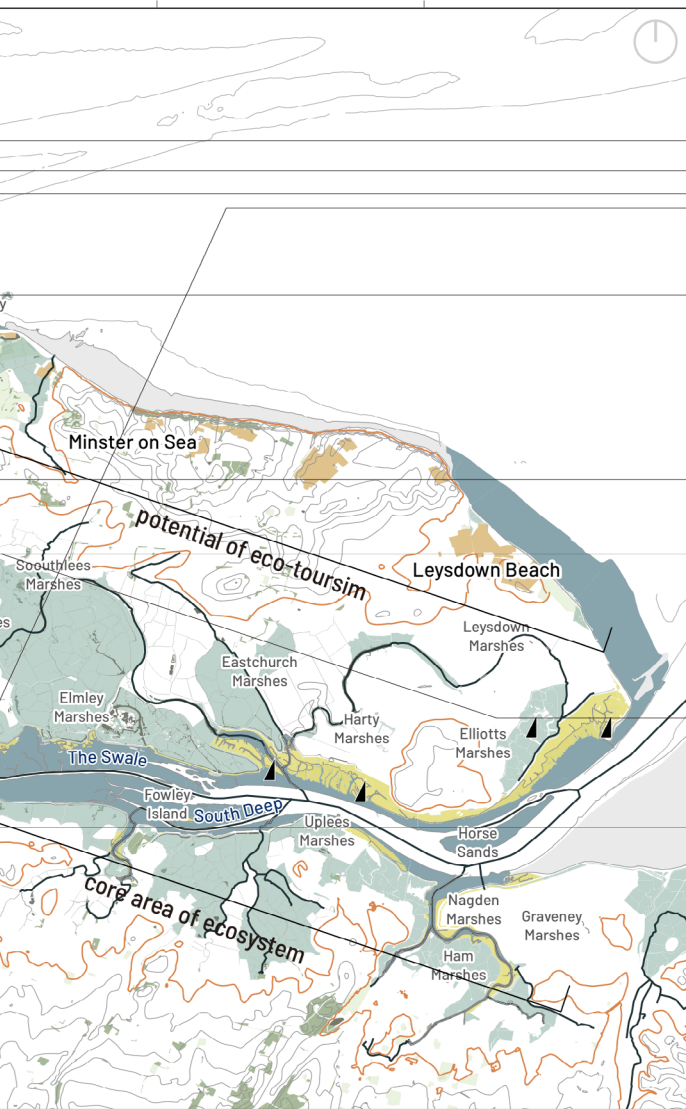 y
Minster on Sea
potential of eco-toursim
Leysdown Beach
Soouthlees
Marshes
es
Leysdown
Marshes
Eastchurch
Marshes
Elmley
Marshes
Harty
Marshes
Elliotts
Marshes
The Swale
Fowley
Island
South Deep
Uplees
Marshes
Horse
Sands
core area of ecosystem
Nagden
Marshes
Graveney
Marshes
Ham
Marshes